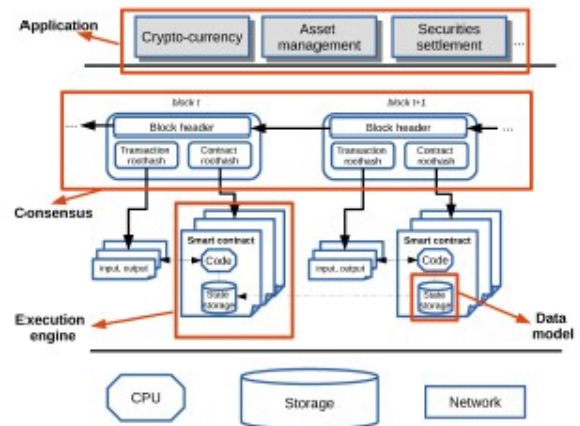 Application
Crypto-currency
Asset
management
Securities
settlement
...
block t
block t+1
...
Block header
Block header
...
Transaction
roothash
Contract
roothash
Transaction
roothash
Contract
roothash
Consensus
Smart contract
Code
State
storage
input, output
Smart contract
Code
State
storage
input, output
Execution
engine
Data
model
CPU
Storage
Network